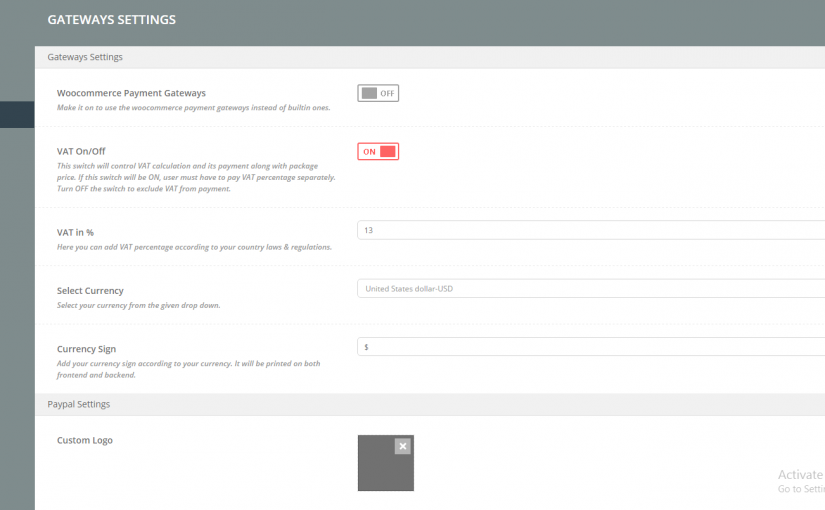 GATEWAYS SETTINGS
Gateways Settings
Woocommerce Payment Gateways
OFF
Make it on to use the woocommerce payment gateways instead of builtin ones.
VAT On/Off
ON
This switch will control VAT calculation and its payment along with package
price. If this switch will be ON, user must have to pay VAT percentage separately.
Turn OFF the switch to exclude VAT from payment.
VAT in %
13
Here you can add VAT percentage according to your country laws & regulations.
Select Currency
United States dollar-USD
Select your currency from the given drop down.
Currency Sign
$
Add your currency sign according to your currency. It will be printed on both
frontend and backend.
Paypal Settings
Custom Logo
Activate
Go to Settin